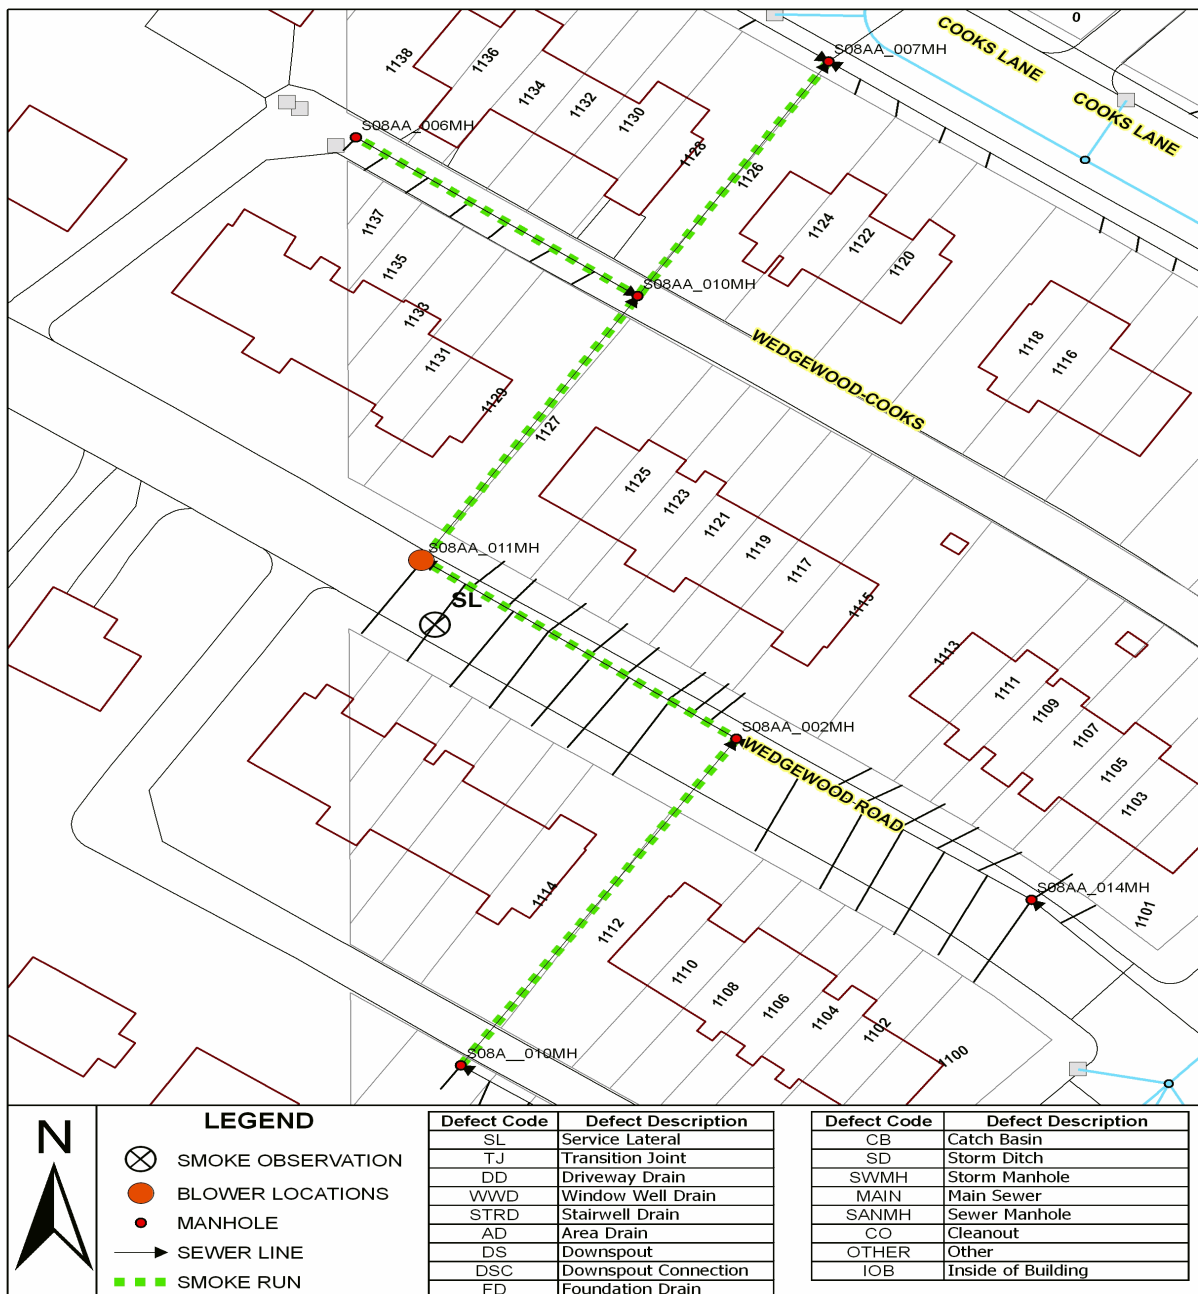 0
COOKS LANE
COOKS LANE
S08AA_007MH
1138
1136
1134
1132
1130
1128
1126
S08AA_006MH
1124
1122
1120
1137
1135
1133
1131
1129
1127
S08AA_010MH
1118
1116
WEDGEWOOD-COOKS
1125
1123
1121
1119
1117
1115
S08AA_011MH
SL
1113
1111
1109
1107
1105
1103
1101
S08AA_002MH
WEDGEWOOD-ROAD
S08AA_014MH
1114
1112
1110
1108
1106
1104
1102
1100
S08A__010MH
N
LEGEND
SMOKE OBSERVATION
BLOWER LOCATIONS
MANHOLE
SEWER LINE
SMOKE RUN
Defect Code Defect Description
SL Service Lateral
TJ Transition Joint
DD Driveway Drain
WWD Window Well Drain
STRD Stairwell Drain
AD Area Drain
DS Downspout
DSC Downspout Connection
FD Foundation Drain
Defect Code Defect Description
CB Catch Basin
SD Storm Ditch
SWMH Storm Manhole
MAIN Main Sewer
SANMH Sewer Manhole
CO Cleanout
OTHER Other
IOB Inside of Building